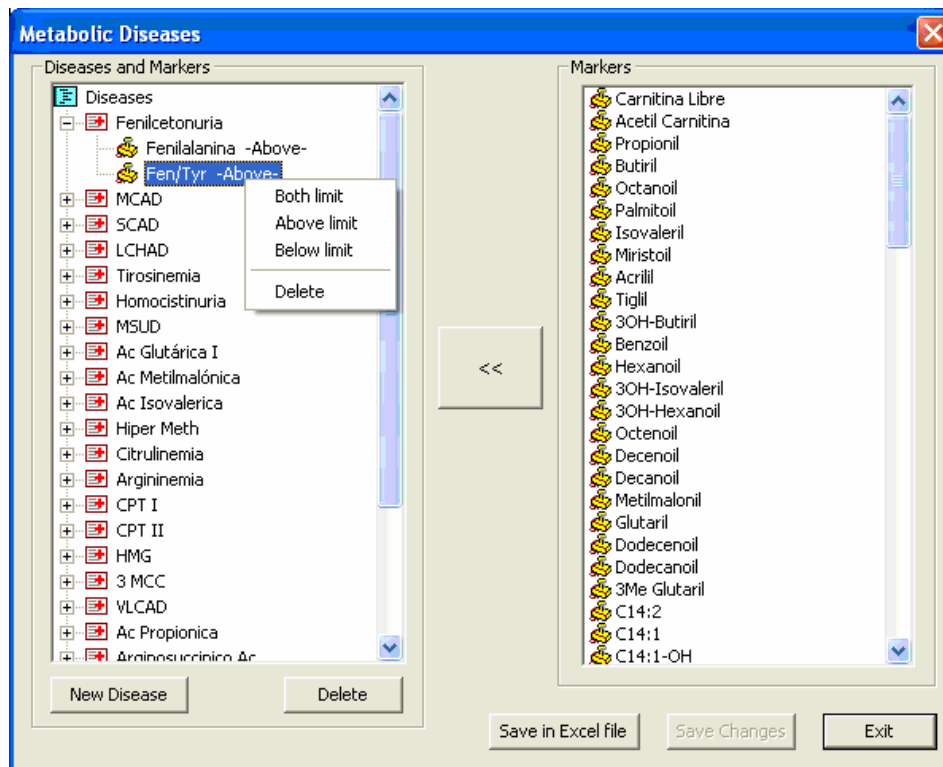 Metabolic Diseases
Diseases and Markers
Diseases
Fenilcetonuria
Fenilalanina -Above-
Fen/Tyr -Above-
MCAD
SCAD
LCHAD
Tirosinemia
Homocistinuria
MSUD
Ac Glutárica I
Ac Metilmalónica
Ac Isovalerica
Hiper Meth
Citrulinemia
Argininemia
CPT I
CPT II
HMG
3 MCC
VLCAD
Ac Propionica
Arginosuccinico Ac
Both limit
Above limit
Below limit
Delete
New Disease
Delete
<<
Markers
Carnitina Libre
Acetil Carnitina
Propionil
Butiril
Octanoil
Palmitoil
Isovaleril
Miristoil
Acrilil
Tiglil
3OH-Butiril
Benzoil
Hexanoil
3OH-Isovaleril
3OH-Hexanoil
Octenoil
Decenoil
Decanoil
Metilmalonil
Glutaril
Dodecenoil
Dodecanoil
3Me Glutaril
C14:2
C14:1
C14:1-OH
Save in Excel file
Save Changes
Exit